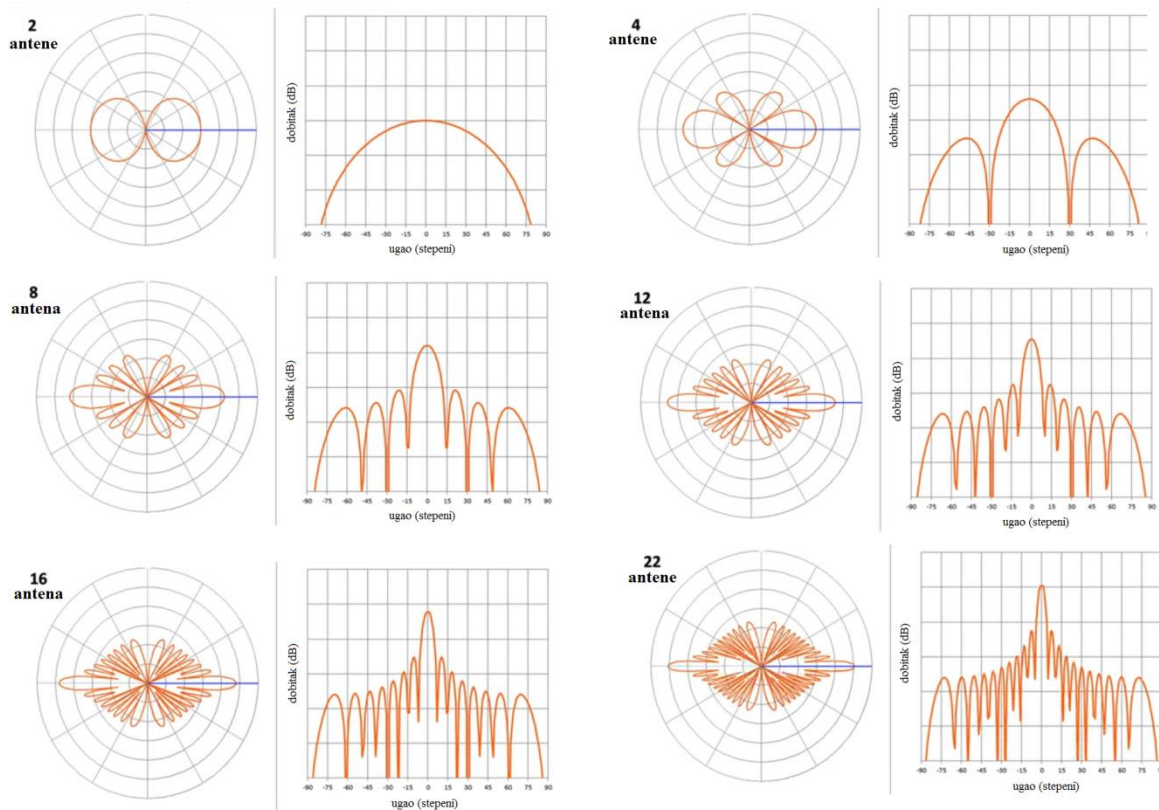 2
antene
dobitak (dB)
-90 -75 -60 -45 -30 -15 0 15 30 45 60 75 90
ugao (stepeni)
4
antene
dobitak (dB)
-90 -75 -60 -45 -30 -15 0 15 30 45 60 75
ugao (stepeni)
8
antena
dobitak (dB)
-90 -75 -60 -45 -30 -15 0 15 30 45 60 75 90
ugao (stepeni)
12
antena
dobitak (dB)
-90 -75 -60 -45 -30 -15 0 15 30 45 60 75 90
ugao (stepeni)
16
antena
dobitak (dB)
-90 -75 -60 -45 -30 -15 0 15 30 45 60 75 90
ugao (stepeni)
22
antene
dobitak (dB)
-90 -75 -60 -45 -30 -15 0 15 30 45 60 75 90
ugao (stepeni)